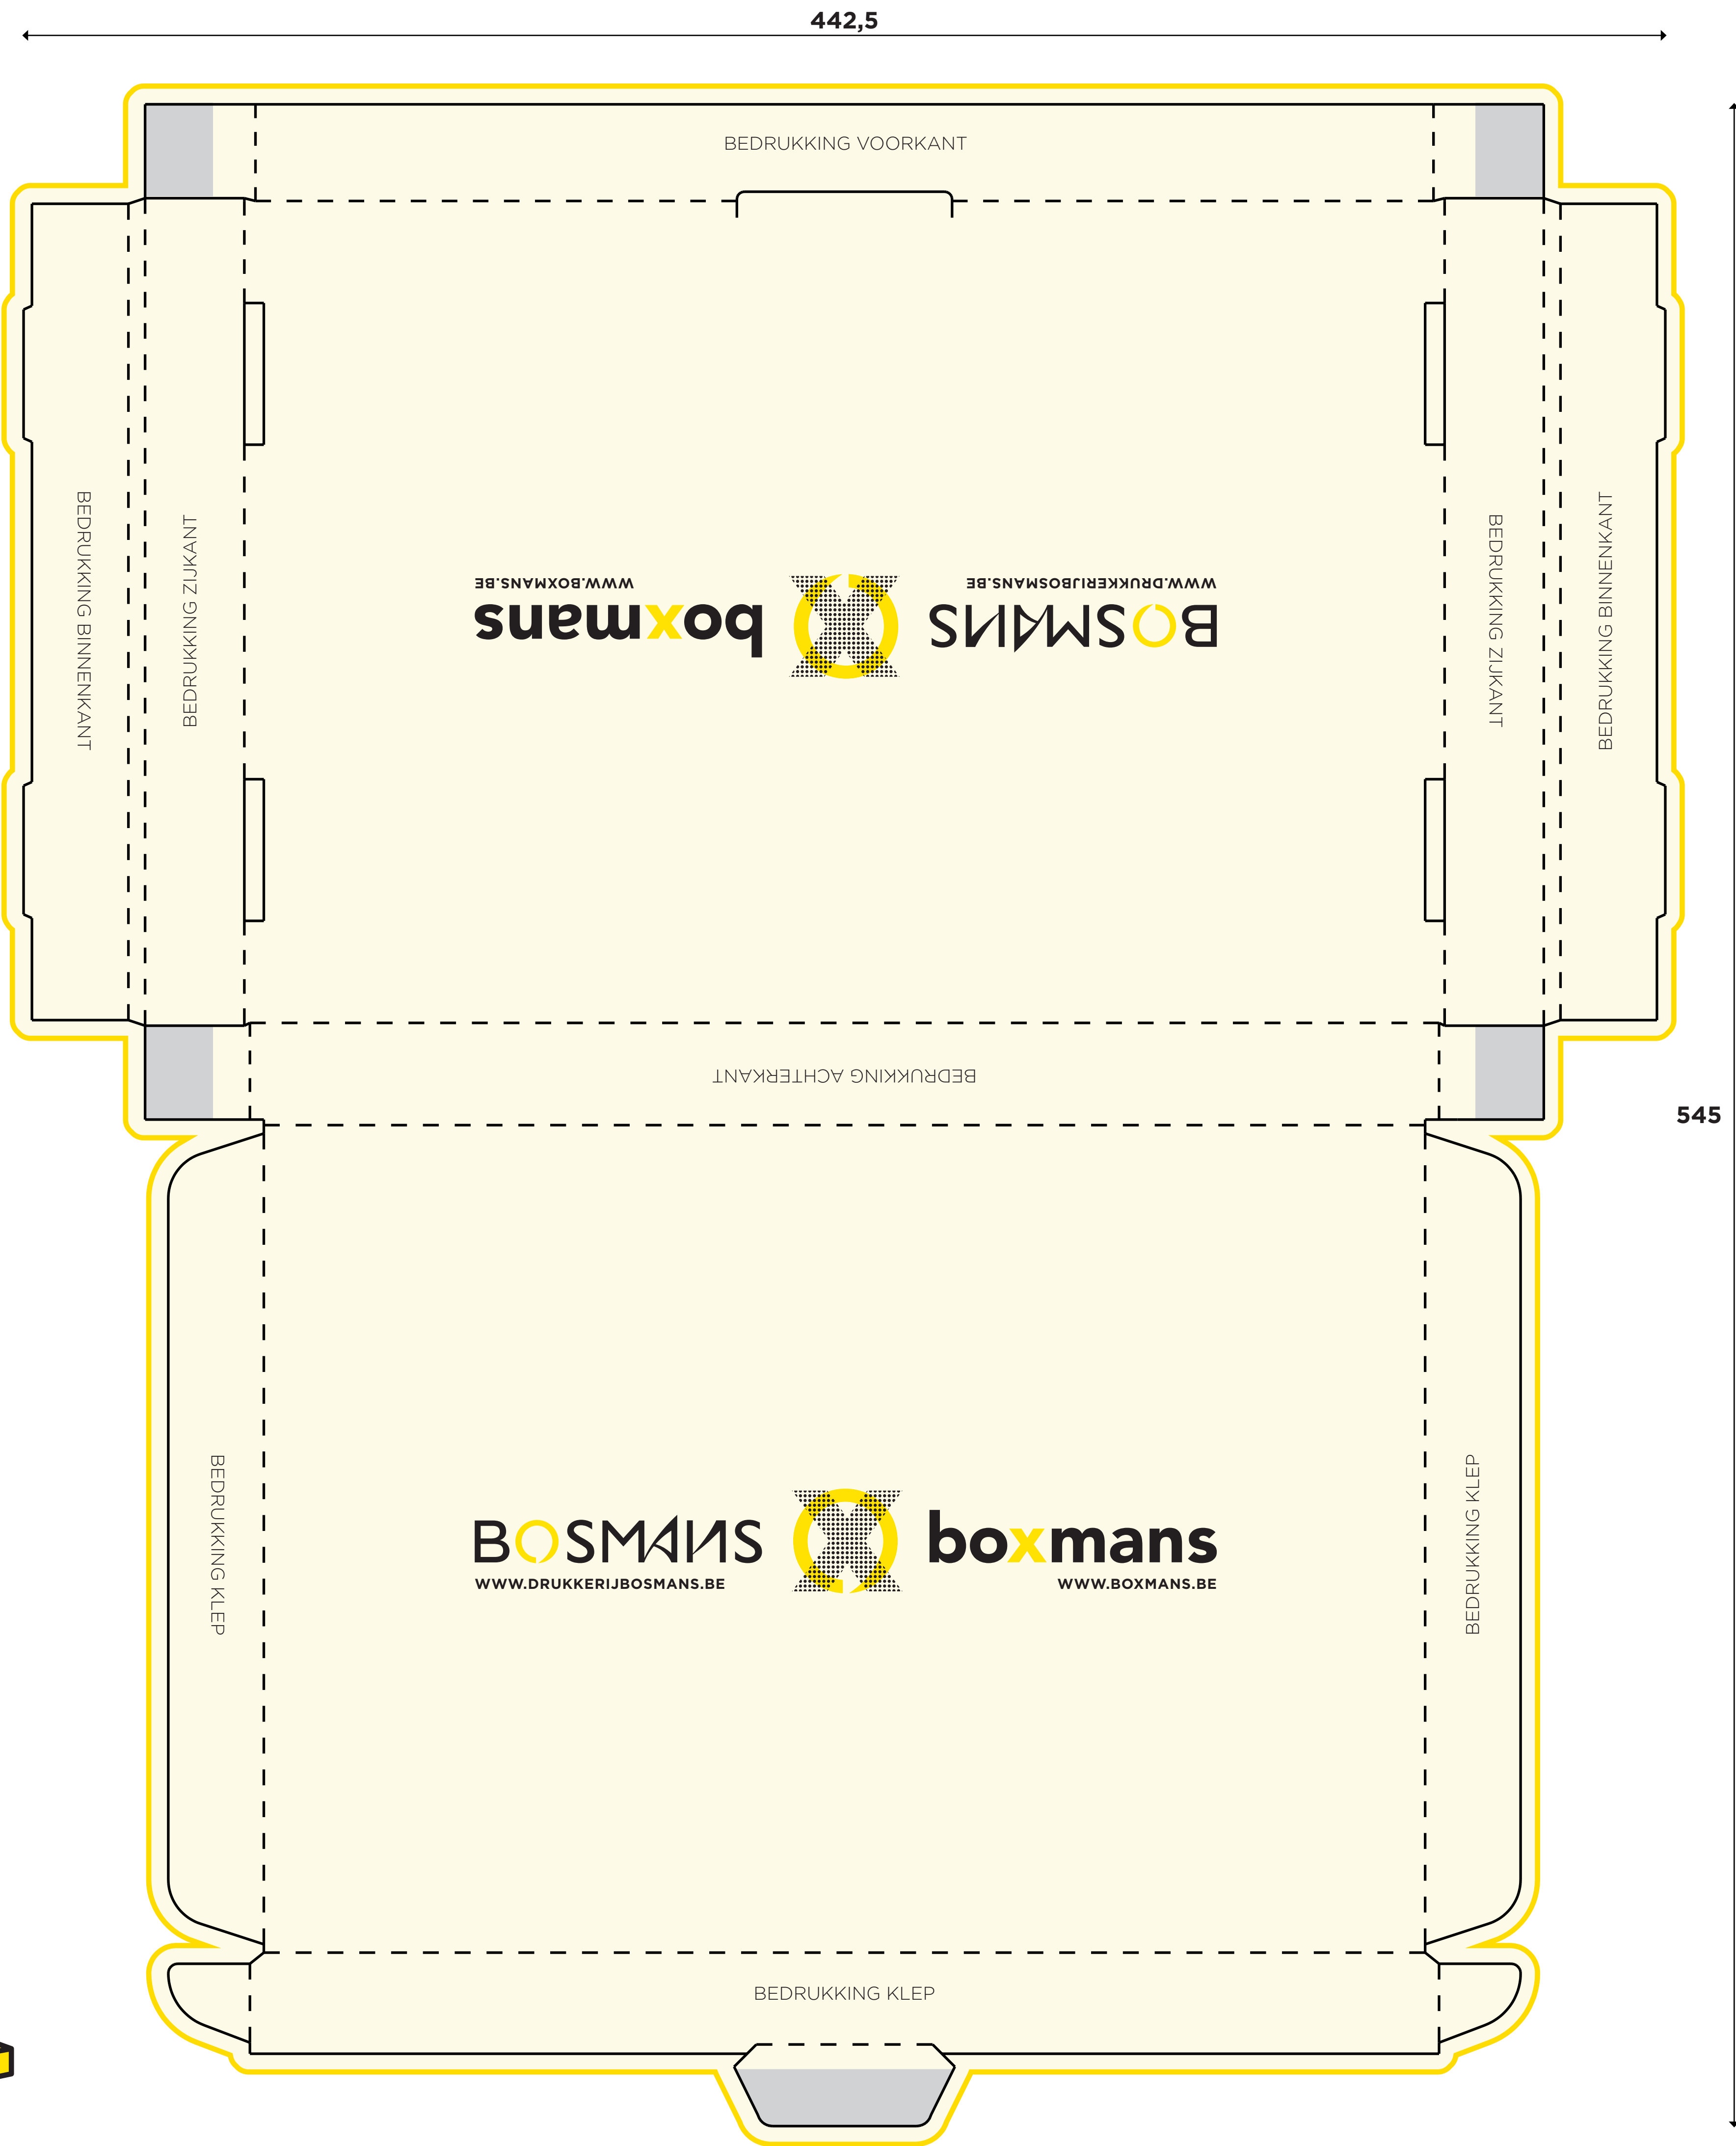 442,5
BEDRUKKING VOORKANT
BEDRUKKING BINNENKANT
BEDRUKKING ZIJKANT
BEDRUKKING ZIJKANT
BEDRUKKING BINNENKANT
BOSMANS
boxmans
WWW.DRUKKERIJBOSMANS.BE
WWW.BOXMANS.BE
BEDRUKKING ACHTERKANT
545
BEDRUKKING KLEP
BEDRUKKING KLEP
BOSMANS
boxmans
WWW.DRUKKERIJBOSMANS.BE
WWW.BOXMANS.BE
BEDRUKKING KLEP